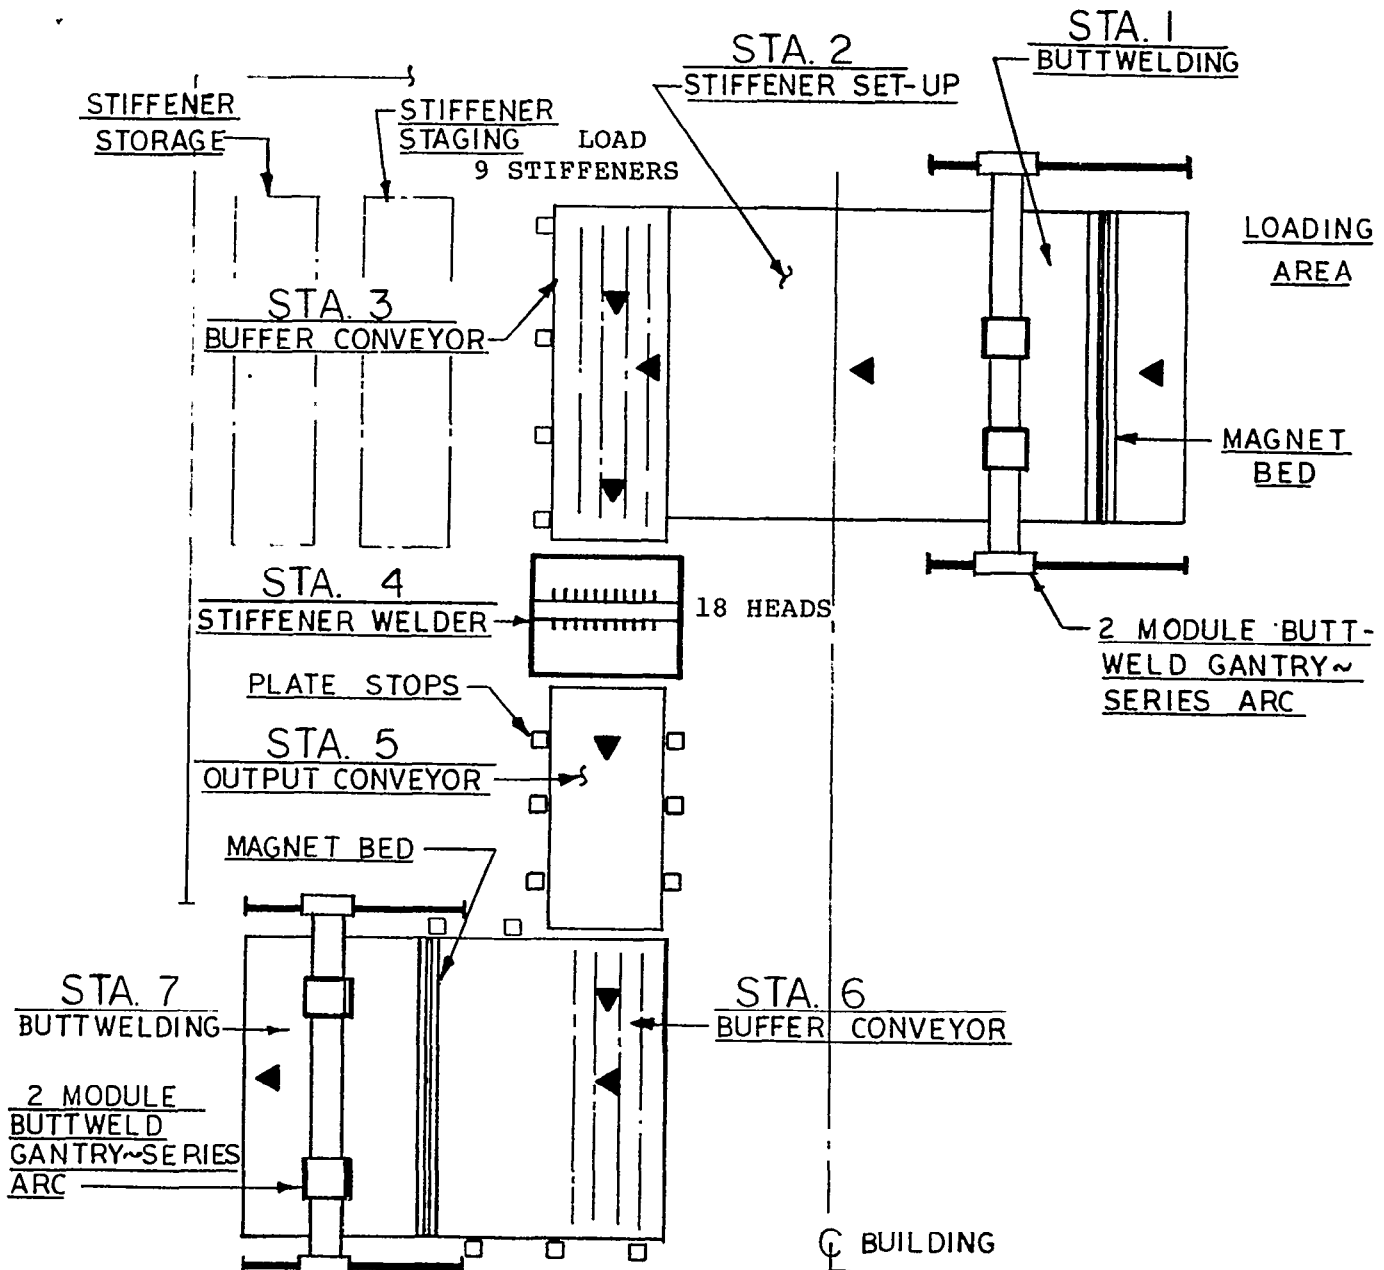 STA. 1
BUTTWELDING
STA. 2
STIFFENER SET-UP
STIFFENER
STORAGE
STIFFENER
STAGING
LOAD
9 STIFFENERS
LOADING
AREA
STA. 3
BUFFER CONVEYOR
MAGNET
BED
STA. 4
STIFFENER WELDER
18 HEADS
2 MODULE BUTT-
WELD GANTRY~
SERIES ARC
PLATE STOPS
STA. 5
OUTPUT CONVEYOR
MAGNET BED
STA. 7
BUTTWELDING
STA. 6
BUFFER CONVEYOR
2 MODULE
BUTTWELD
GANTRY~SERIES
ARC
℄ BUILDING